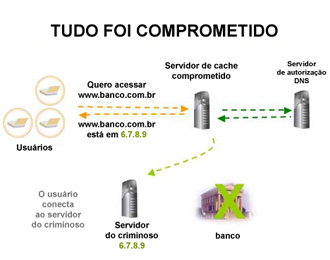 TUDO FOI COMPROMETIDO
Servidor de cache
comprometido
Servidor
de autorização
DNS
Quero acessar
www.banco.com.br
www.banco.com.br
está em 6.7.8.9
Usuários
O usuário
conecta
ao servidor
do criminoso
Servidor
do criminoso
6.7.8.9
banco